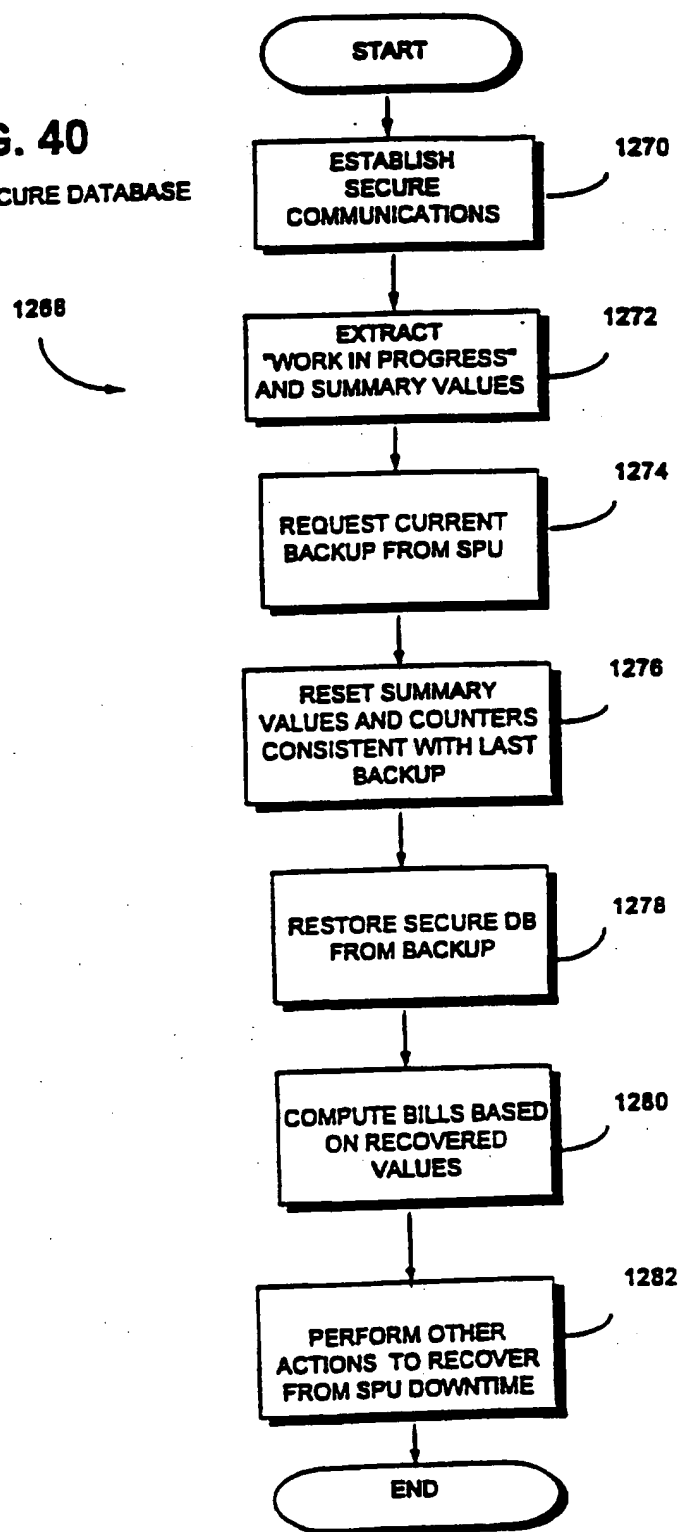 START
G. 40
CURE DATABASE
1268
ESTABLISH
SECURE
COMMUNICATIONS
1270
EXTRACT
"WORK IN PROGRESS"
AND SUMMARY VALUES
1272
REQUEST CURRENT
BACKUP FROM SPU
1274
RESET SUMMARY
VALUES AND COUNTERS
CONSISTENT WITH LAST
BACKUP
1276
RESTORE SECURE DB
FROM BACKUP
1278
COMPUTE BILLS BASED
ON RECOVERED
VALUES
1280
PERFORM OTHER
ACTIONS TO RECOVER
FROM SPU DOWNTIME
1282
END